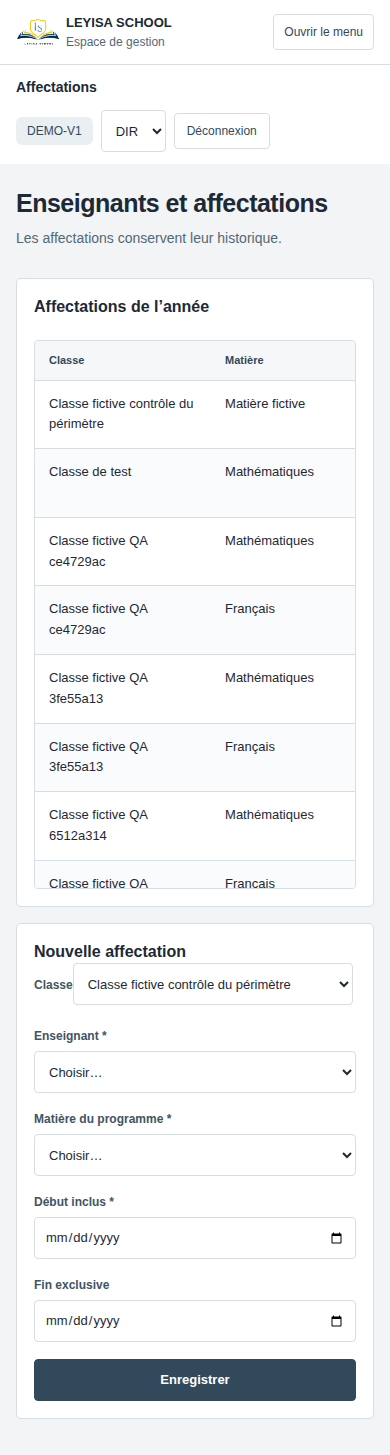 LEYISA SCHOOL
Espace de gestion
Ouvrir le menu
Affectations
DEMO-V1
DIR
Déconnexion
Enseignants et affectations
Les affectations conservent leur historique.
Affectations de l’année
Classe Matière
Classe fictive contrôle du Matière fictive
périmètre
Classe de test Mathématiques
Classe fictive QA Mathématiques
ce4729ac
Classe fictive QA Français
ce4729ac
Classe fictive QA Mathématiques
3fe55a13
Classe fictive QA Français
3fe55a13
Classe fictive QA Mathématiques
6512a314
Classe fictive QA Français
Nouvelle affectation
Classe Classe fictive contrôle du périmètre
Enseignant *
Choisir…
Matière du programme *
Choisir…
Début inclus *
mm/dd/yyyy
Fin exclusive
mm/dd/yyyy
Enregistrer